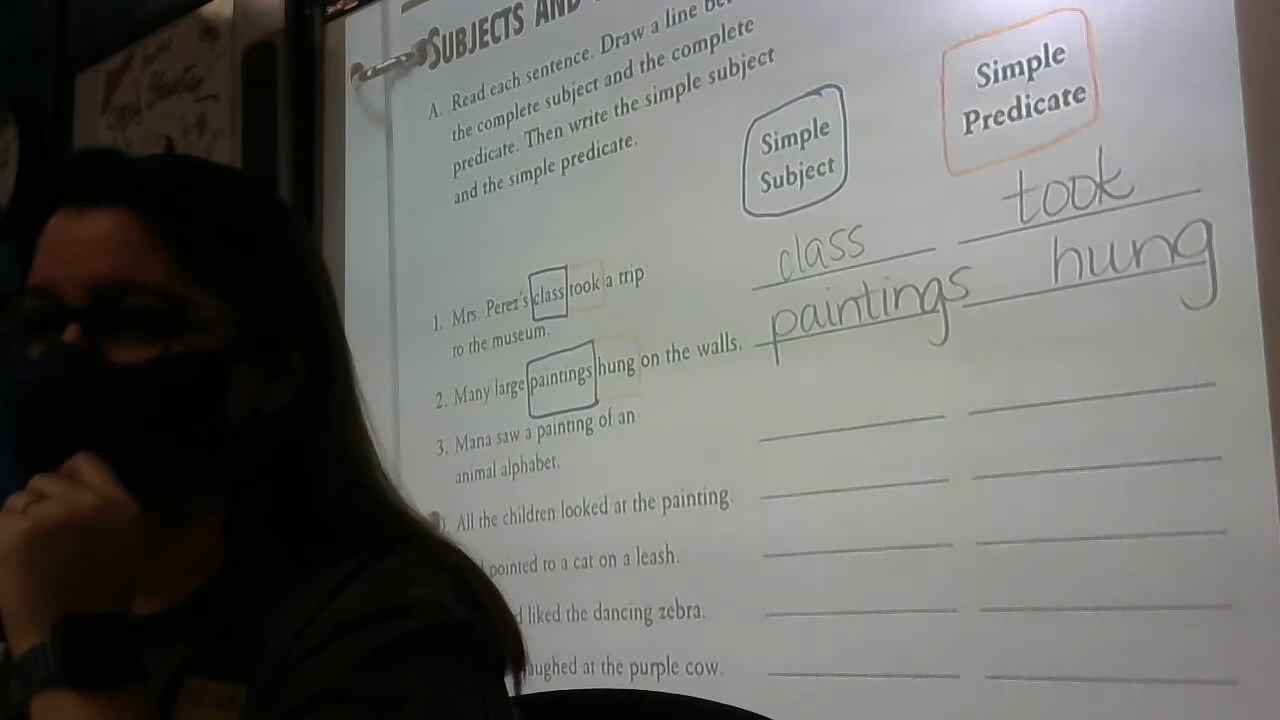 SUBJECTS AND
A. Read each sentence. Draw a line
the complete subject and the complete
predicate. Then write the simple subject
and the simple predicate.
Simple
Subject
Simple
Predicate
1. Mrs. Perez's class took a trip
to the museum.
class took
2. Many large paintings hung on the walls.
paintings hung
3. Mana saw a painting of an
animal alphabet.
. All the children looked at the painting.
pointed to a cat on a leash.
liked the dancing zebra.
aughed at the purple cow.